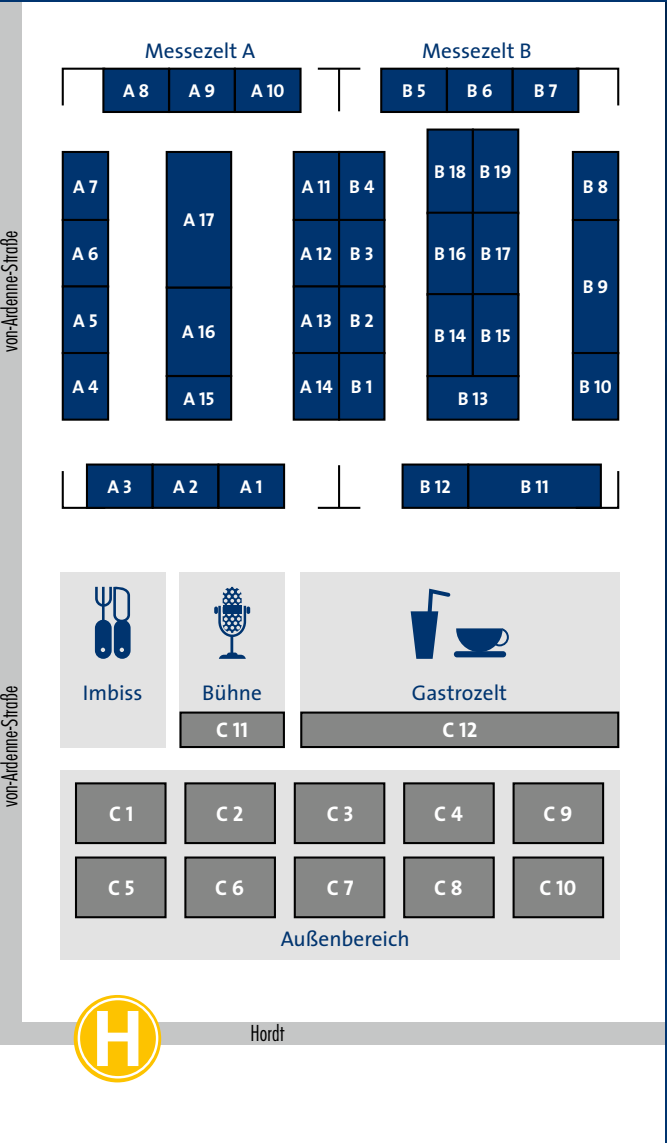 Messezelt A
Messezelt B
A 8 A 9 A 10
B 5 B 6 B 7
A 7
A 6
A 5
A 4
A 17
A 16
A 15
A 11 B 4
A 12 B 3
A 13 B 2
A 14 B 1
B 18 B 19
B 16 B 17
B 14 B 15
B 13
B 8
B 9
B 10
A 3 A 2 A 1
B 12 B 11
von-Ardenne-Straße
Imbiss
Bühne
Gastrozelt
C 11
C 12
von-Ardenne-Straße
C 1 C 2 C 3 C 4 C 9
C 5 C 6 C 7 C 8 C 10
Außenbereich
H
Hordt